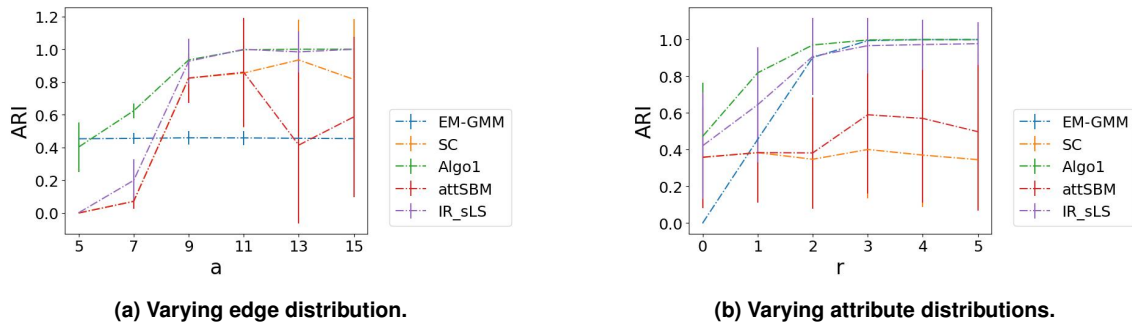 1.2
1.0
0.8
0.6
0.4
0.2
0.0
ARI
5 7 9 11 13 15
a
EM-GMM
SC
Algo1
attSBM
IR_sLS
(a) Varying edge distribution.
1.0
0.8
0.6
0.4
0.2
0.0
ARI
0 1 2 3 4 5
r
EM-GMM
SC
Algo1
attSBM
IR_sLS
(b) Varying attribute distributions.